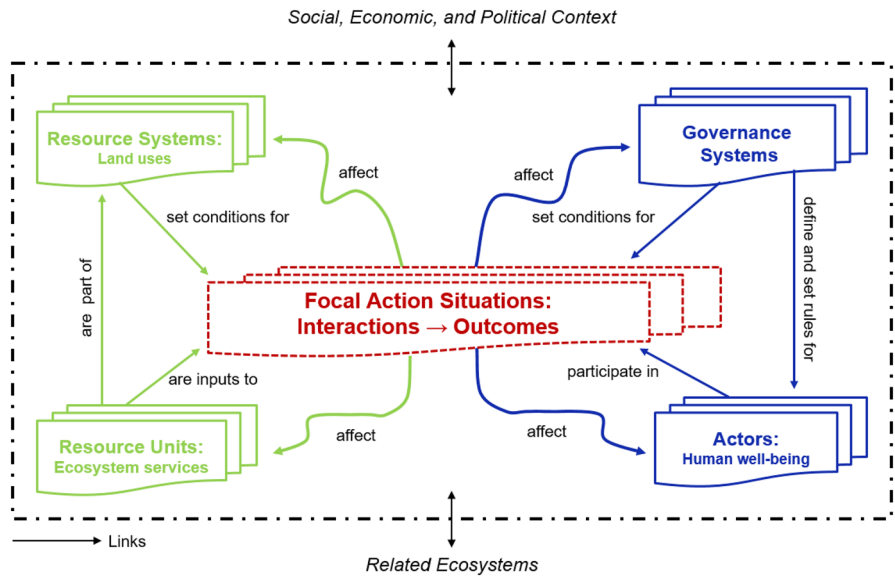 Social, Economic, and Political Context
Resource Systems:
Land uses
Governance
Systems
affect
affect
set conditions for
set conditions for
are part of
define and set rules for
Focal Action Situations:
Interactions → Outcomes
are inputs to
participate in
affect
affect
Resource Units:
Ecosystem services
Actors:
Human well-being
Links
Related Ecosystems